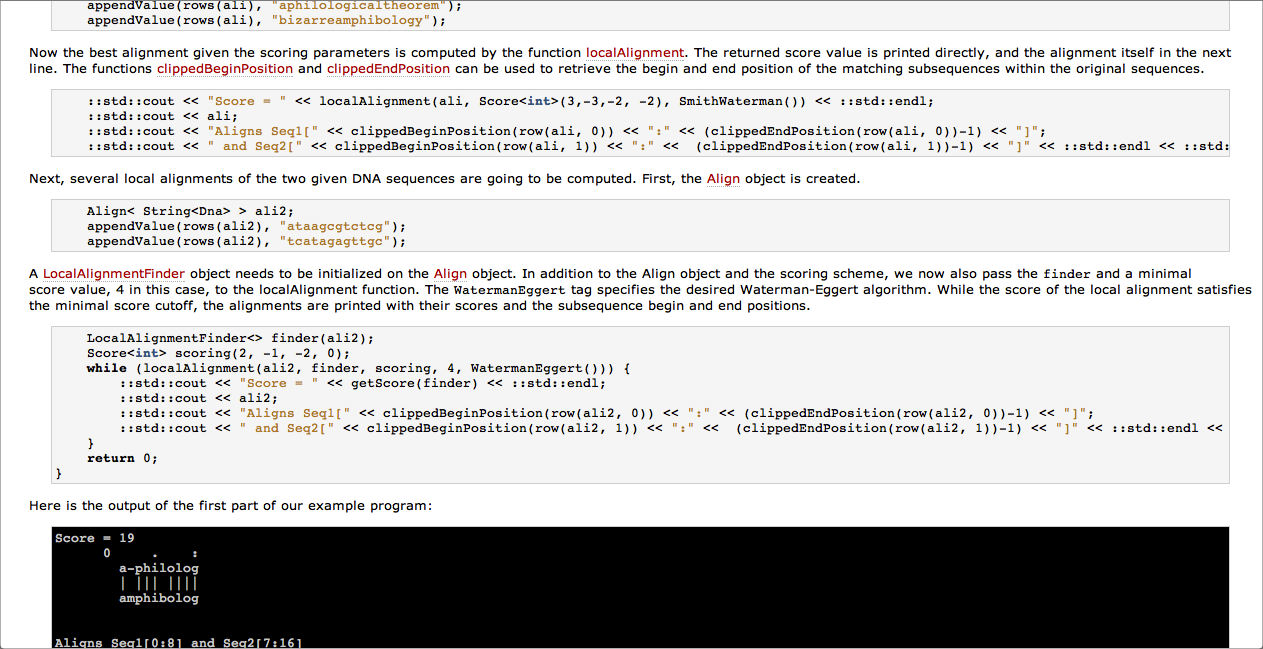 appendValue(rows(ali), "aphilologicaltheorem");
appendValue(rows(ali), "bizarreamphibology");
Now the best alignment given the scoring parameters is computed by the function localAlignment. The returned score value is printed directly, and the alignment itself in the next
line. The functions clippedBeginPosition and clippedEndPosition can be used to retrieve the begin and end position of the matching subsequences within the original sequences.
::std::cout << "Score = " << localAlignment(ali, Score<int>(3,-3,-2, -2), SmithWaterman()) << ::std::endl;
::std::cout << ali;
::std::cout << "Aligns Seq1[" << clippedBeginPosition(row(ali, 0)) << ":" << (clippedEndPosition(row(ali, 0))-1) << "]";
::std::cout << " and Seq2[" << clippedBeginPosition(row(ali, 1)) << ":" <<  (clippedEndPosition(row(ali, 1))-1) << "]" << ::std::endl << ::std:
Next, several local alignments of the two given DNA sequences are going to be computed. First, the Align object is created.
Align< String<Dna> > ali2;
appendValue(rows(ali2), "ataagcgtctcg");
appendValue(rows(ali2), "tcatagagttgc");
A LocalAlignmentFinder object needs to be initialized on the Align object. In addition to the Align object and the scoring scheme, we now also pass the finder and a minimal
score value, 4 in this case, to the localAlignment function. The WatermanEggert tag specifies the desired Waterman-Eggert algorithm. While the score of the local alignment satisfies
the minimal score cutoff, the alignments are printed with their scores and the subsequence begin and end positions.
LocalAlignmentFinder<> finder(ali2);
Score<int> scoring(2, -1, -2, 0);
while (localAlignment(ali2, finder, scoring, 4, WatermanEggert())) {
::std::cout << "Score = " << getScore(finder) << ::std::endl;
::std::cout << ali2;
::std::cout << "Aligns Seq1[" << clippedBeginPosition(row(ali2, 0)) << ":" << (clippedEndPosition(row(ali2, 0))-1) << "]";
::std::cout << " and Seq2[" << clippedBeginPosition(row(ali2, 1)) << ":" <<  (clippedEndPosition(row(ali2, 1))-1) << "]" << ::std::endl <<
}
return 0;
}
Here is the output of the first part of our example program:
Score = 19
0     .    :
a-philolog
| ||| ||||
amphibolog
Aligns Seq1[0:8] and Seq2[7:16]